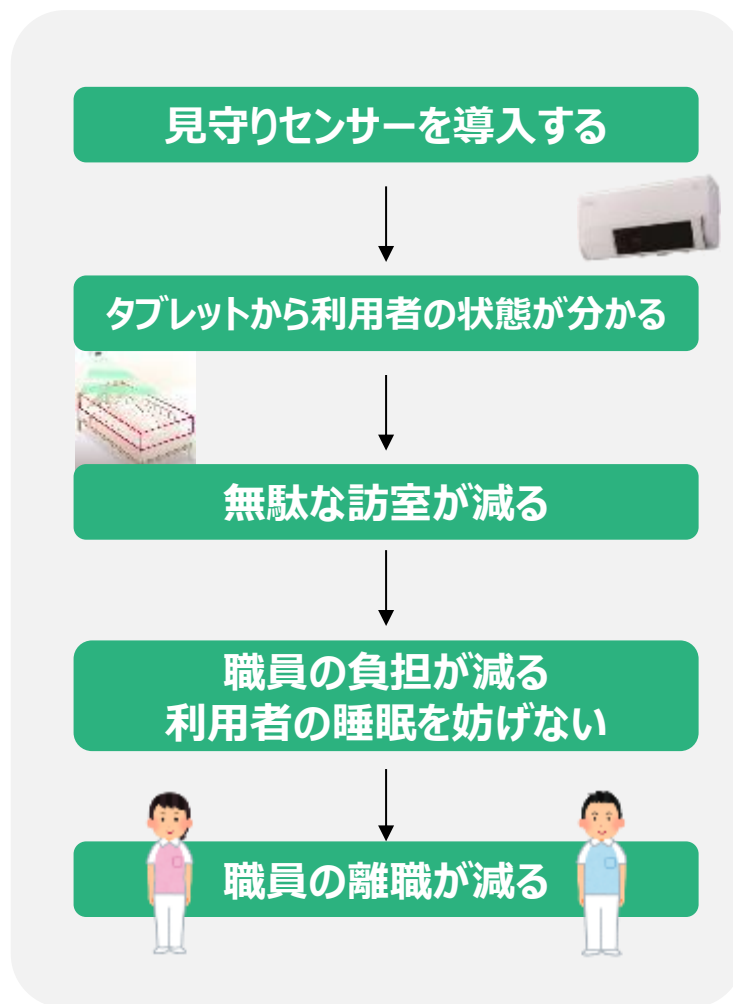 見守りセンサーを導入する
タブレットから利用者の状態が分かる
無駄な訪室が減る
職員の負担が減る
利用者の睡眠を妨げない
職員の離職が減る